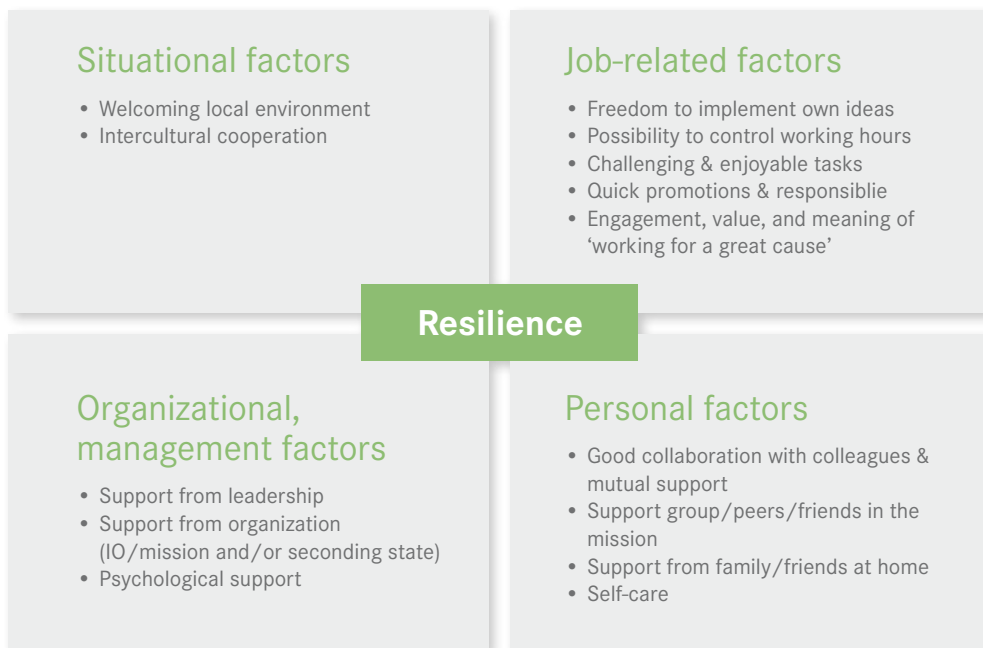 Situational factors
• Welcoming local environment
• Intercultural cooperation
Job-related factors
• Freedom to implement own ideas
• Possibility to control working hours
• Challenging & enjoyable tasks
• Quick promotions & responsiblie
• Engagement, value, and meaning of
‘working for a great cause’
Resilience
Organizational,
management factors
• Support from leadership
• Support from organization
(IO/mission and/or seconding state)
• Psychological support
Personal factors
• Good collaboration with colleagues &
mutual support
• Support group/peers/friends in the
mission
• Support from family/friends at home
• Self-care